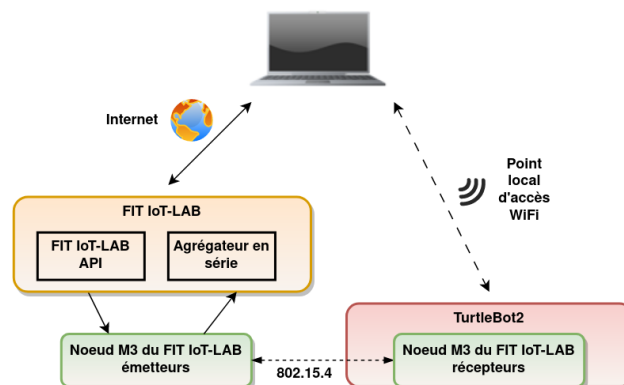 Internet
Point
local
d'accès
WiFi
FIT IoT-LAB
FIT IoT-LAB
API
Agrégateur en
série
TurtleBot2
Noeud M3 du FIT IoT-LAB
émetteurs
802.15.4
Noeud M3 du FIT IoT-LAB
récepteurs